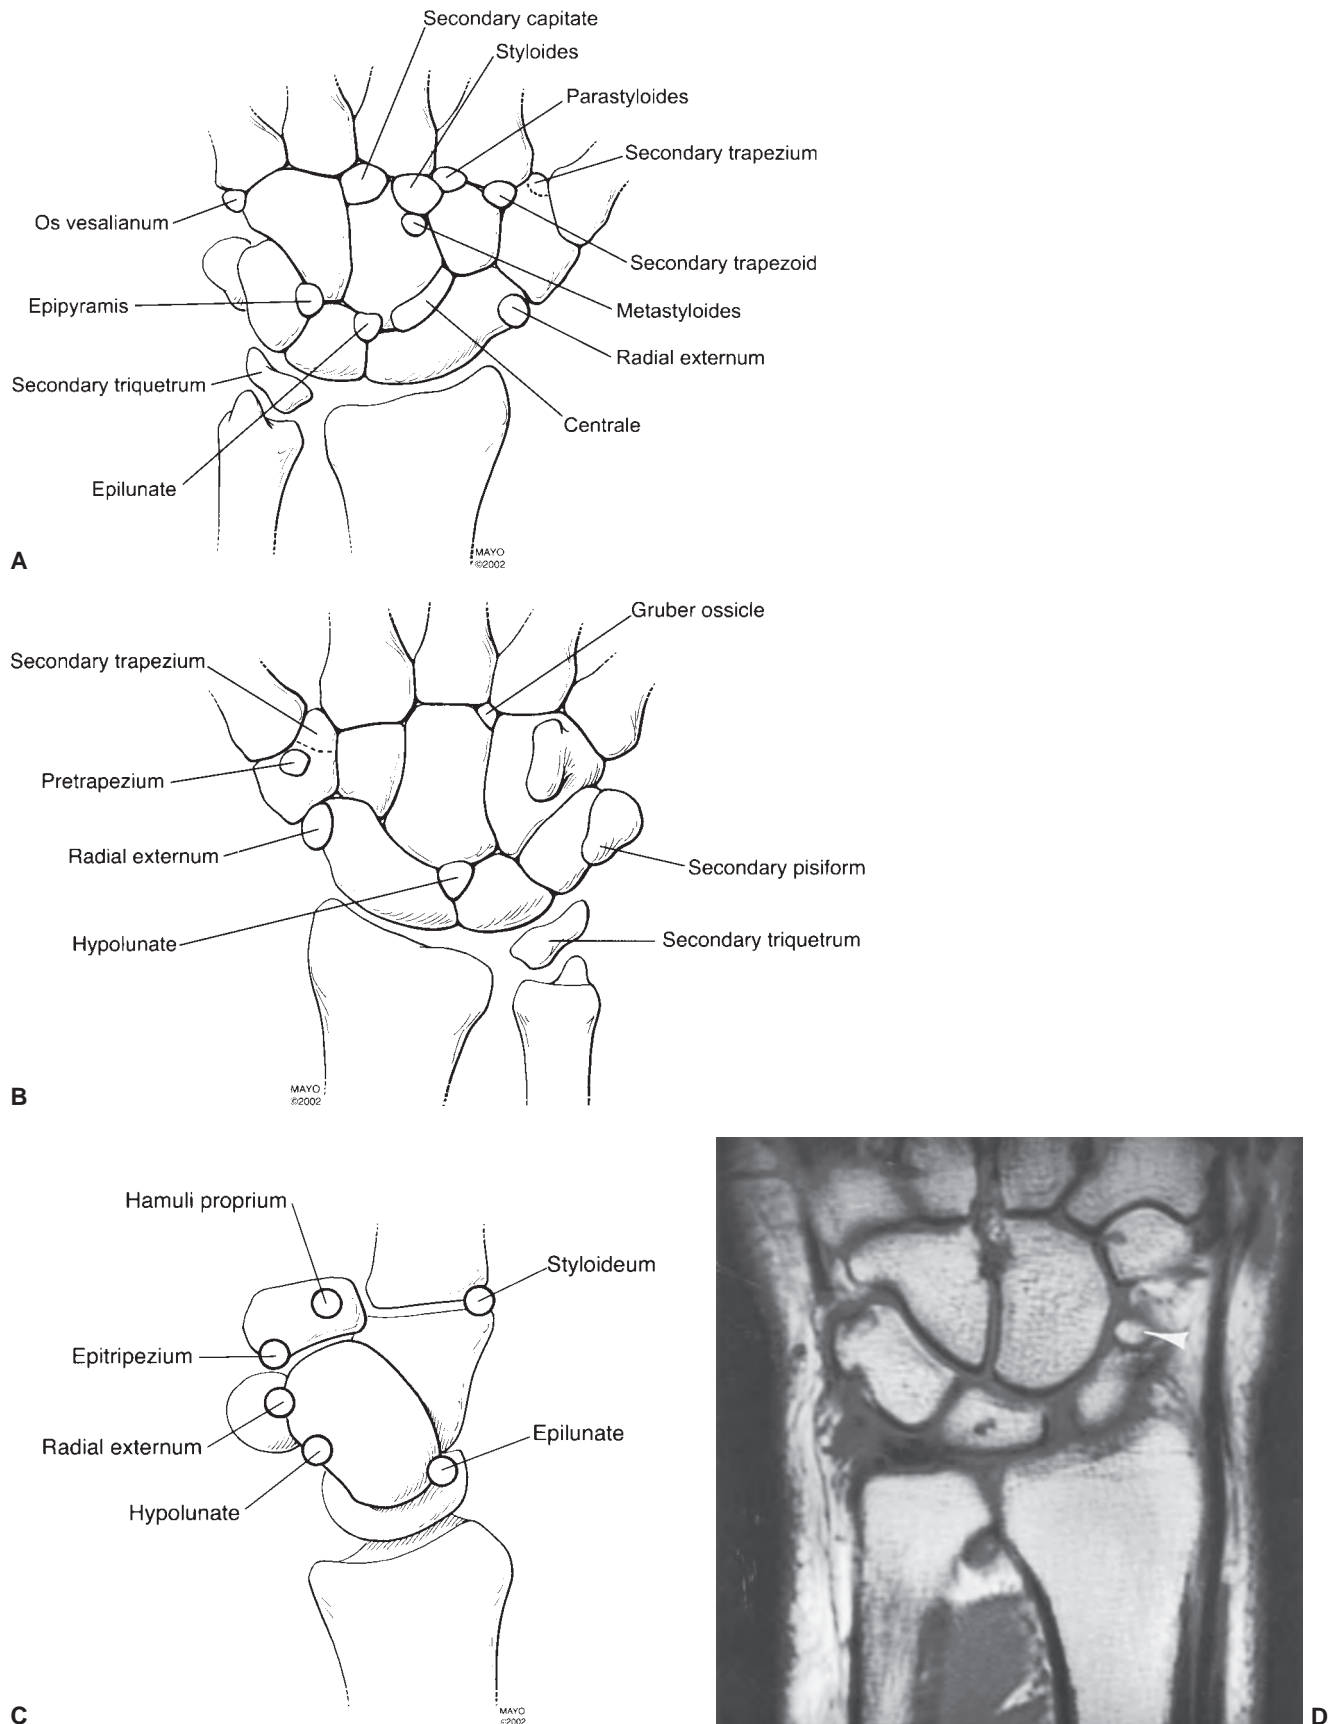 Secondary capitate
Styloides
Parastyloides
Secondary trapezium
Os vesalianum
Secondary trapezoid
Epipyramis
Metastyloides
Radial externum
Secondary triquetrum
Centrale
Epilunate
MAYO
©2002
A
Gruber ossicle
Secondary trapezium
Pretrapezium
Radial externum
Secondary pisiform
Hypolunate
Secondary triquetrum
MAYO
©2002
B
Hamuli proprium
Styloideum
Epitripezium
Radial externum
Epilunate
Hypolunate
MAYO
©2002
C
D